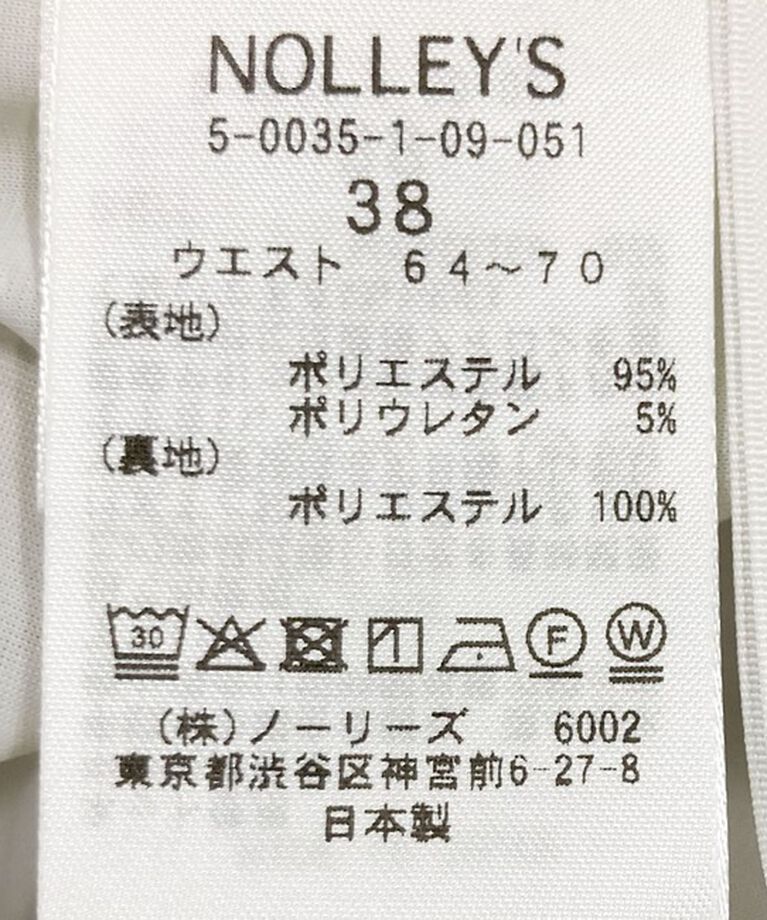 NOLLEY'S
5-0035-1-09-051
38
ウエスト 64～70
(表地)
ポリエステル 95%
ポリウレタン 5%
(裏地)
ポリエステル 100%
30 F W
(株)ノーリーズ 6002
東京都渋谷区神宮前6-27-8
日本製